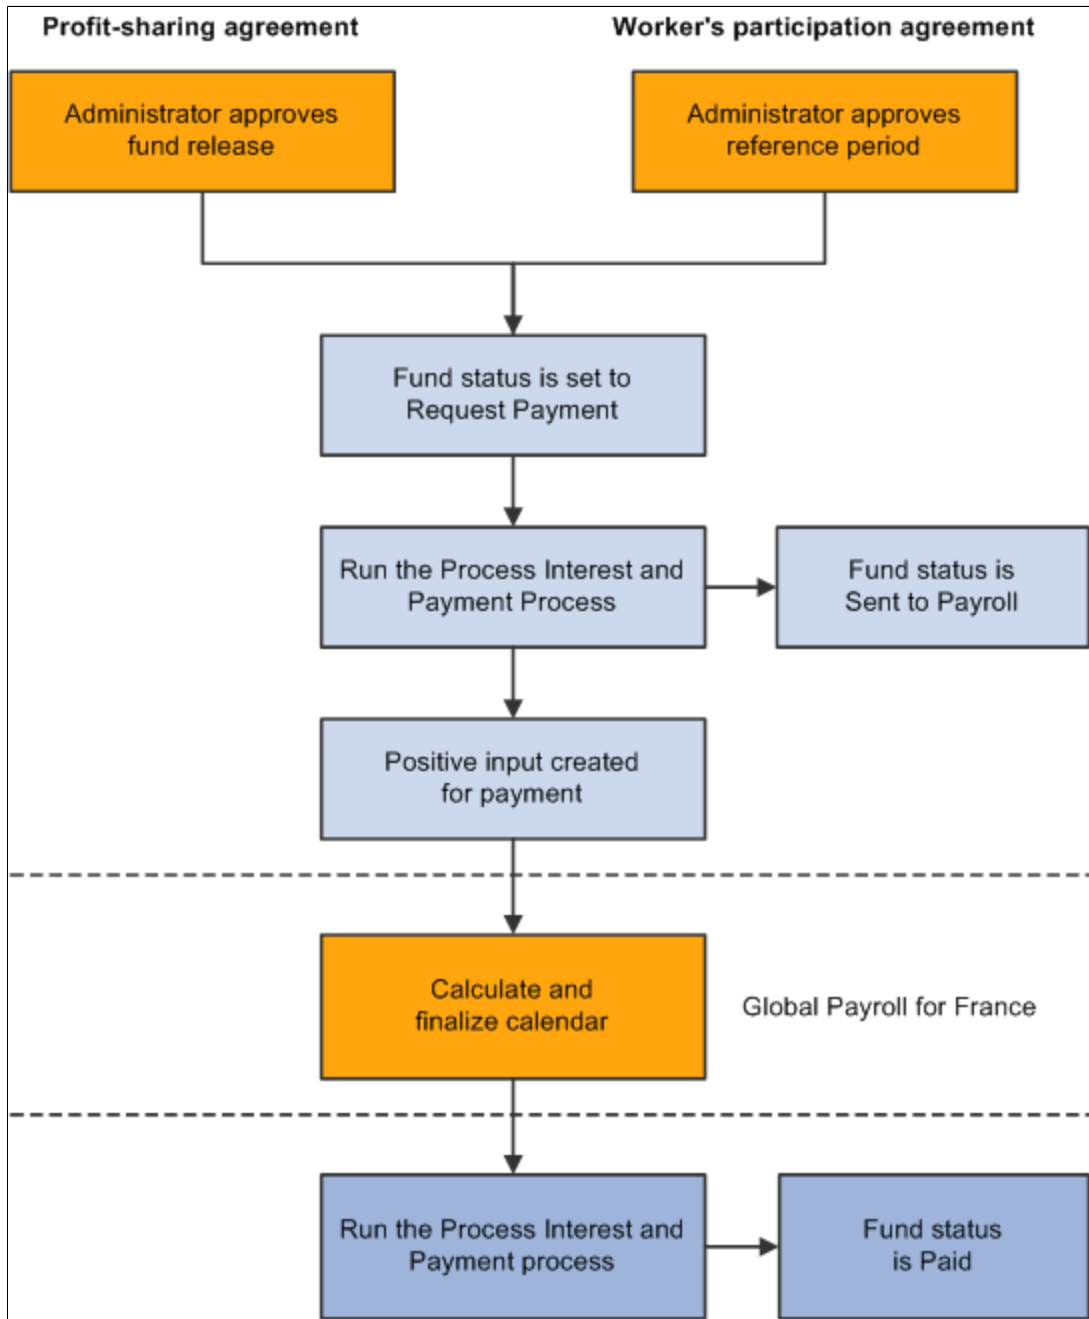 Profit-sharing agreement
Worker's participation agreement
Administrator approves
fund release
Administrator approves
reference period
Fund status is set to
Request Payment
Run the Process Interest and
Payment Process
Fund status is
Sent to Payroll
Positive input created
for payment
Calculate and
finalize calendar
Global Payroll for France
Run the Process Interest and
Payment process
Fund status
is Paid